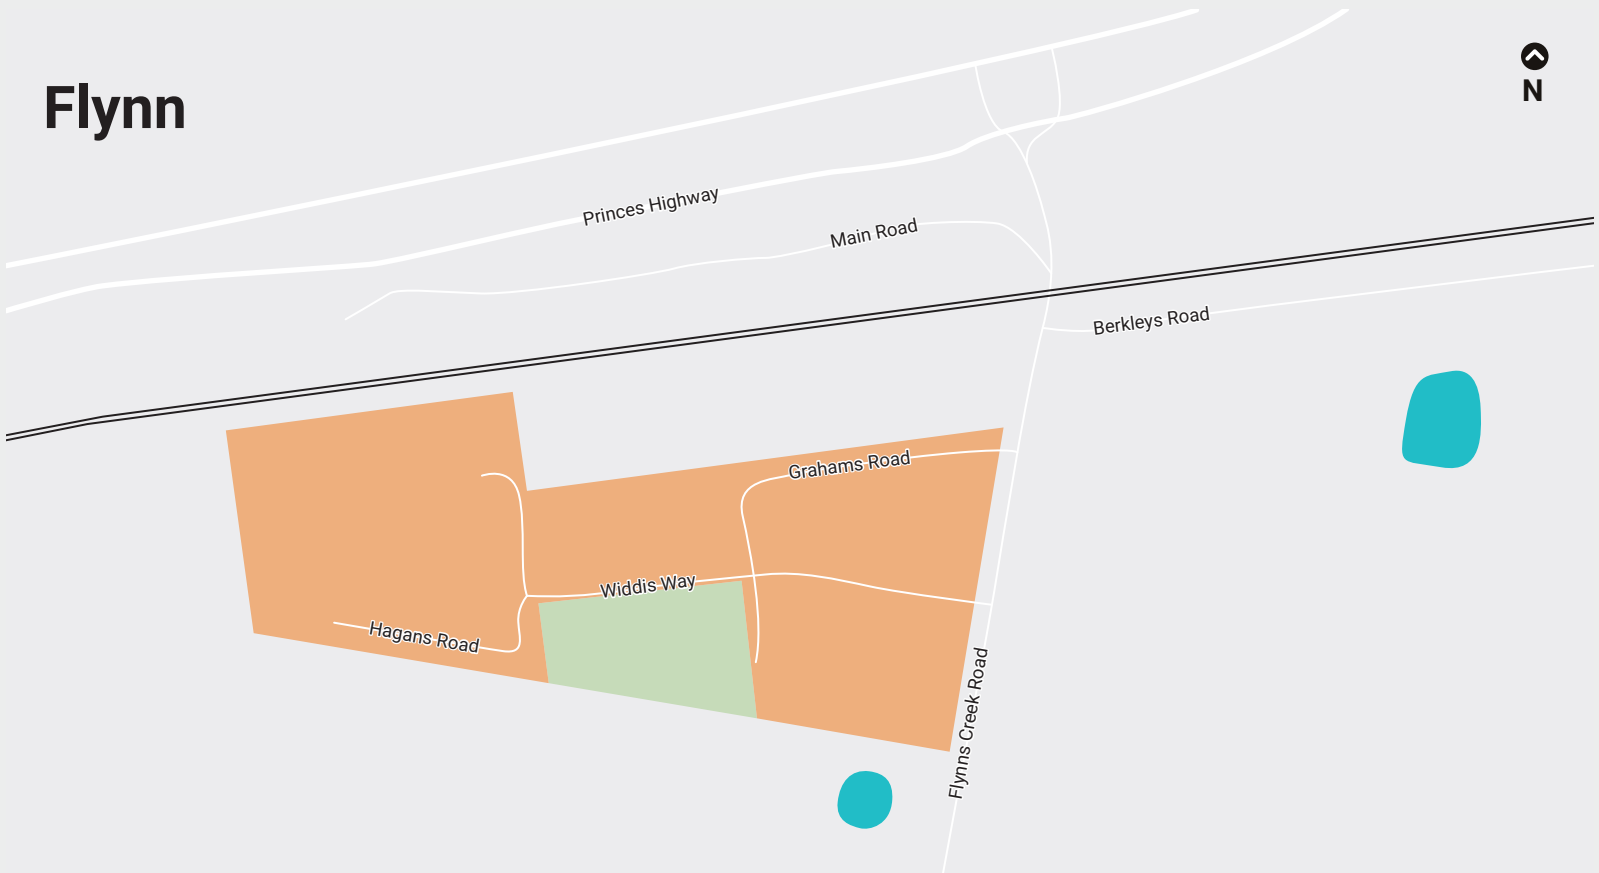 Flynn
N
Princes Highway
Main Road
Berkleys Road
Grahams Road
Widdis Way
Hagans Road
Flynns Creek Road